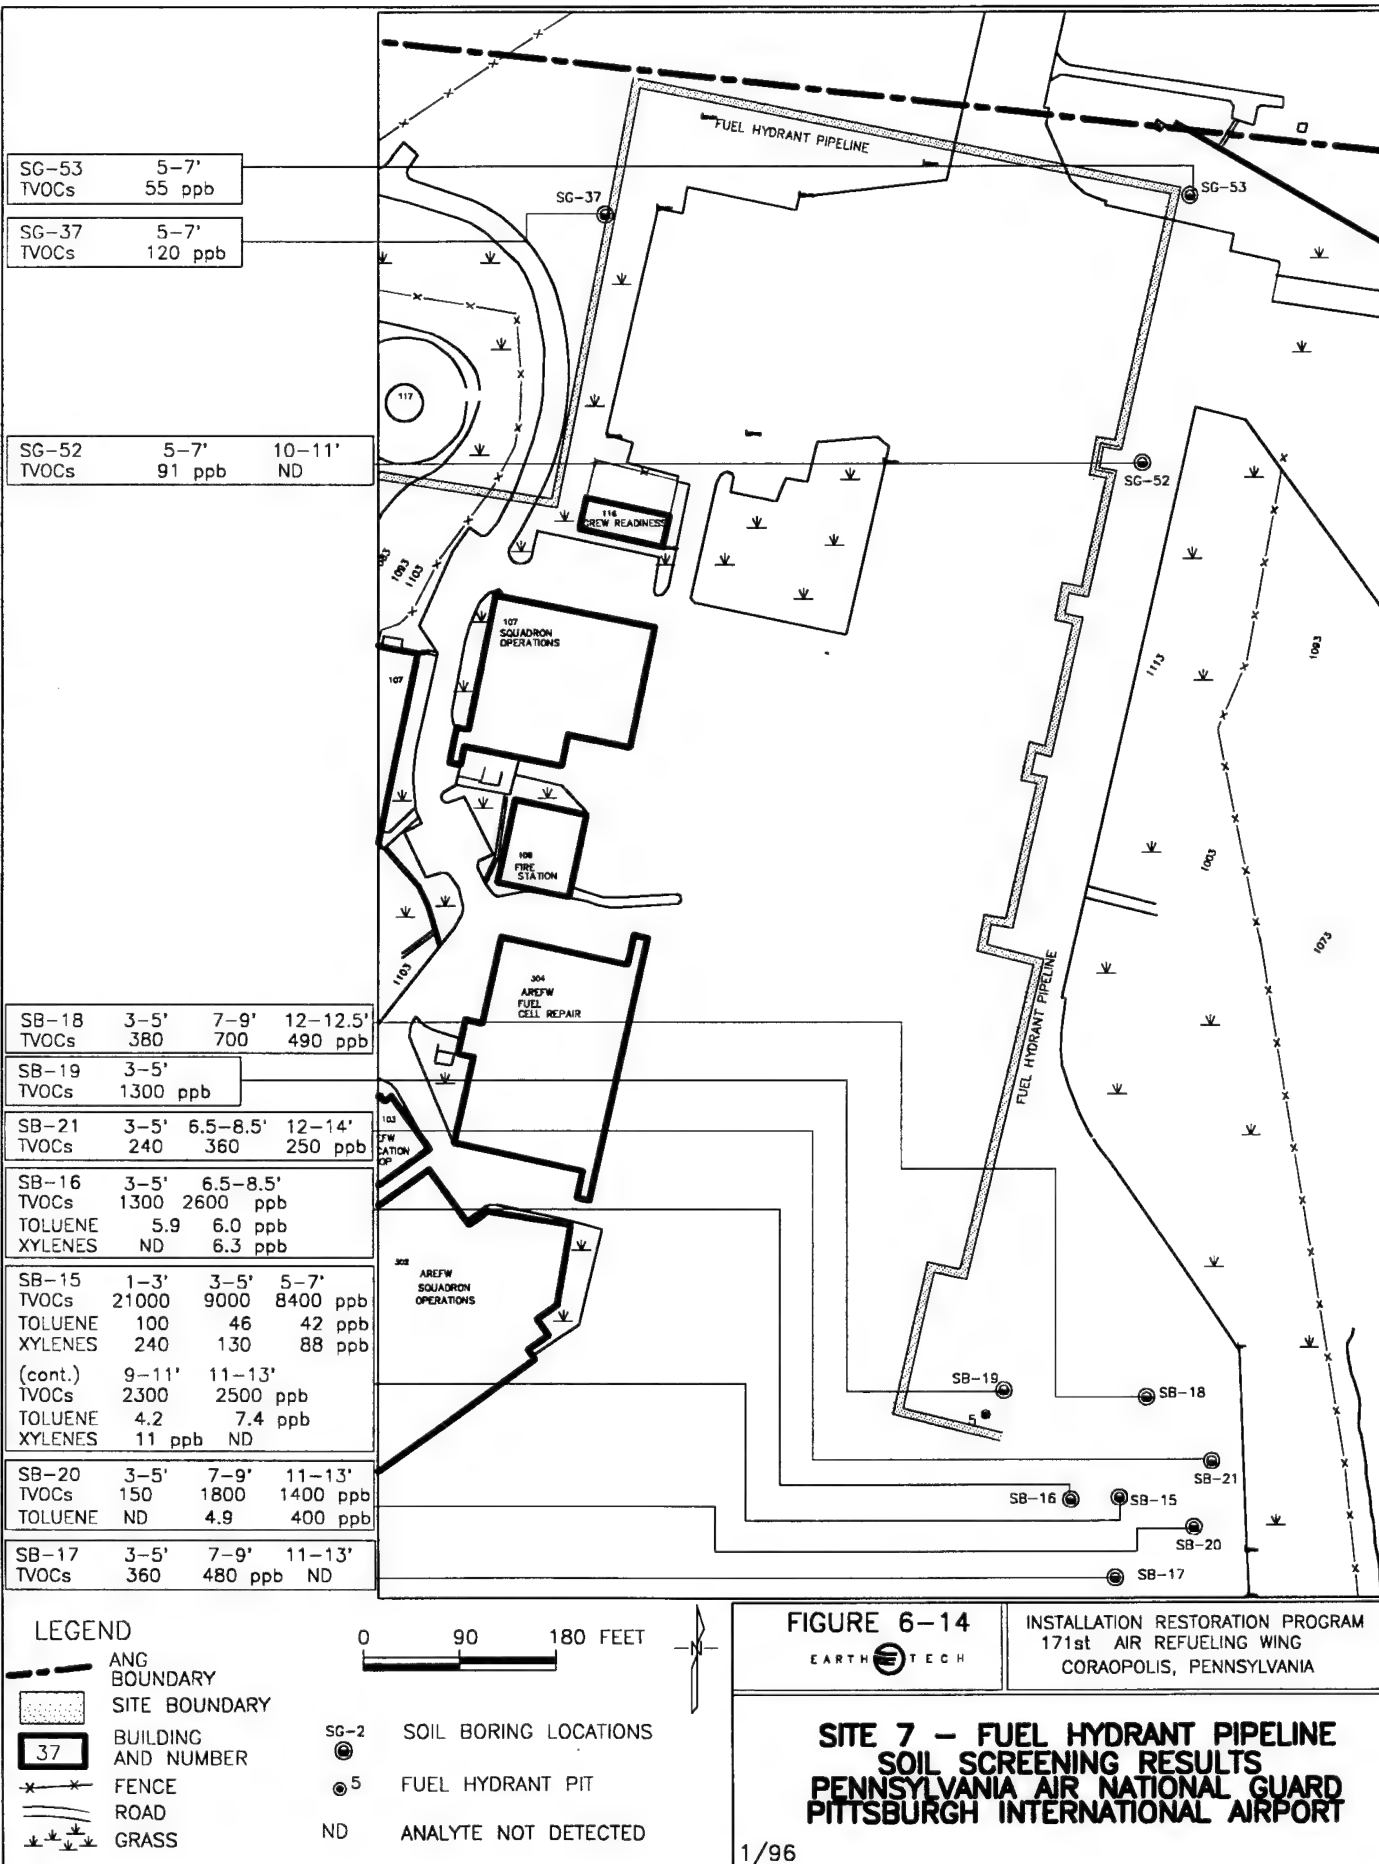 SG-53 5-7'
TVOCs 55 ppb
SG-37 5-7'
TVOCs 120 ppb
SG-52 5-7' 10-11'
TVOCs 91 ppb ND
SB-18 3-5' 7-9' 12-12.5'
TVOCs 380 700 490 ppb
SB-19 3-5'
TVOCs 1300 ppb
SB-21 3-5' 6.5-8.5' 12-14'
TVOCs 240 360 250 ppb
SB-16 3-5' 6.5-8.5'
TVOCs 1300 2600 ppb
TOLUENE 5.9 6.0 ppb
XYLENES ND 6.3 ppb
SB-15 1-3' 3-5' 5-7'
TVOCs 21000 9000 8400 ppb
TOLUENE 100 46 42 ppb
XYLENES 240 130 88 ppb
(cont.) 9-11' 11-13'
TVOCs 2300 2500 ppb
TOLUENE 4.2 7.4 ppb
XYLENES 11 ppb ND
SB-20 3-5' 7-9' 11-13'
TVOCs 150 1800 1400 ppb
TOLUENE ND 4.9 400 ppb
SB-17 3-5' 7-9' 11-13'
TVOCs 360 480 ppb ND
FUEL HYDRANT PIPELINE
SG-37
SG-53
117
SG-52
116
CREW READINESS
1093
1103
107
SQUADRON
OPERATIONS
107
1113
1093
108
FIRE
STATION
1003
1073
1103
304
AREFW
FUEL
CELL REPAIR
FUEL HYDRANT PIPELINE
103
302
AREFW
SQUADRON
OPERATIONS
SB-19
SB-18
5
SB-21
SB-16
SB-15
SB-20
SB-17
LEGEND
ANG
BOUNDARY
SITE BOUNDARY
37
BUILDING
AND NUMBER
FENCE
ROAD
GRASS
0 90 180 FEET
N
SG-2 SOIL BORING LOCATIONS
5 FUEL HYDRANT PIT
ND ANALYTE NOT DETECTED
FIGURE 6-14
EARTH TECH
INSTALLATION RESTORATION PROGRAM
171st AIR REFUELING WING
CORAOPOLIS, PENNSYLVANIA
SITE 7 - FUEL HYDRANT PIPELINE
SOIL SCREENING RESULTS
PENNSYLVANIA AIR NATIONAL GUARD
PITTSBURGH INTERNATIONAL AIRPORT
1/96